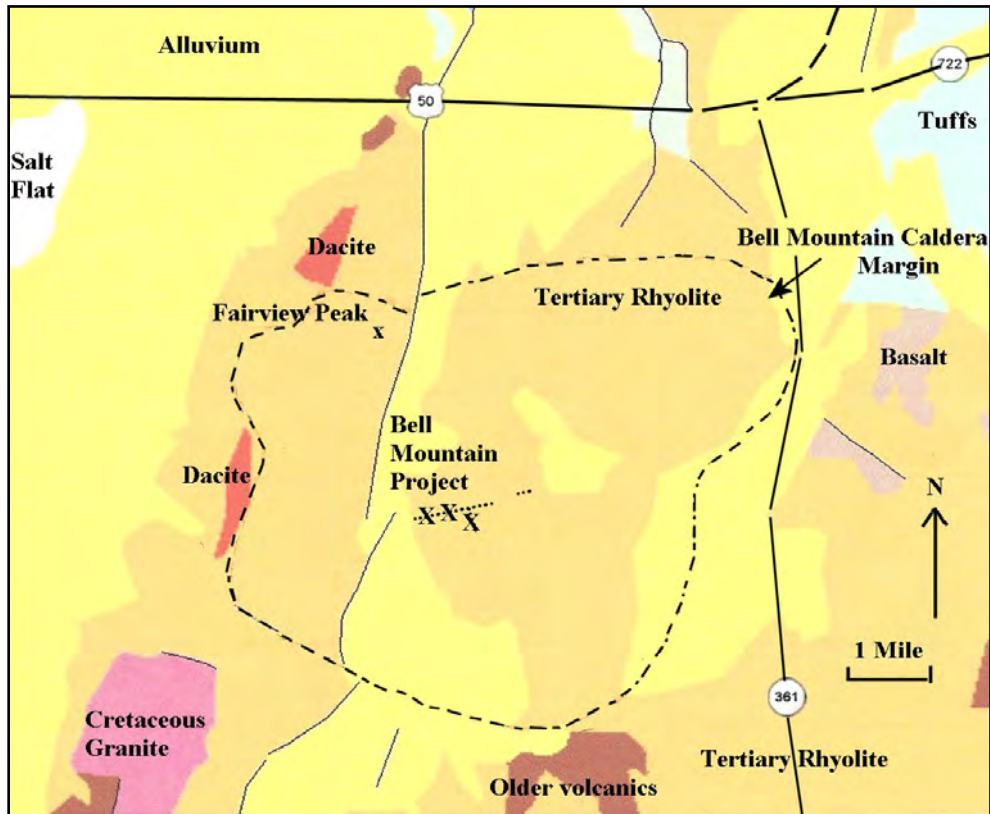 Alluvium
722
50
Tuffs
Salt
Flat
Dacite
Bell Mountain Caldera
Margin
Tertiary Rhyolite
Fairview Peak
x
Basalt
Bell
Mountain
Project
Dacite
X X X
N
1 Mile
361
Cretaceous
Granite
Tertiary Rhyolite
Older volcanics